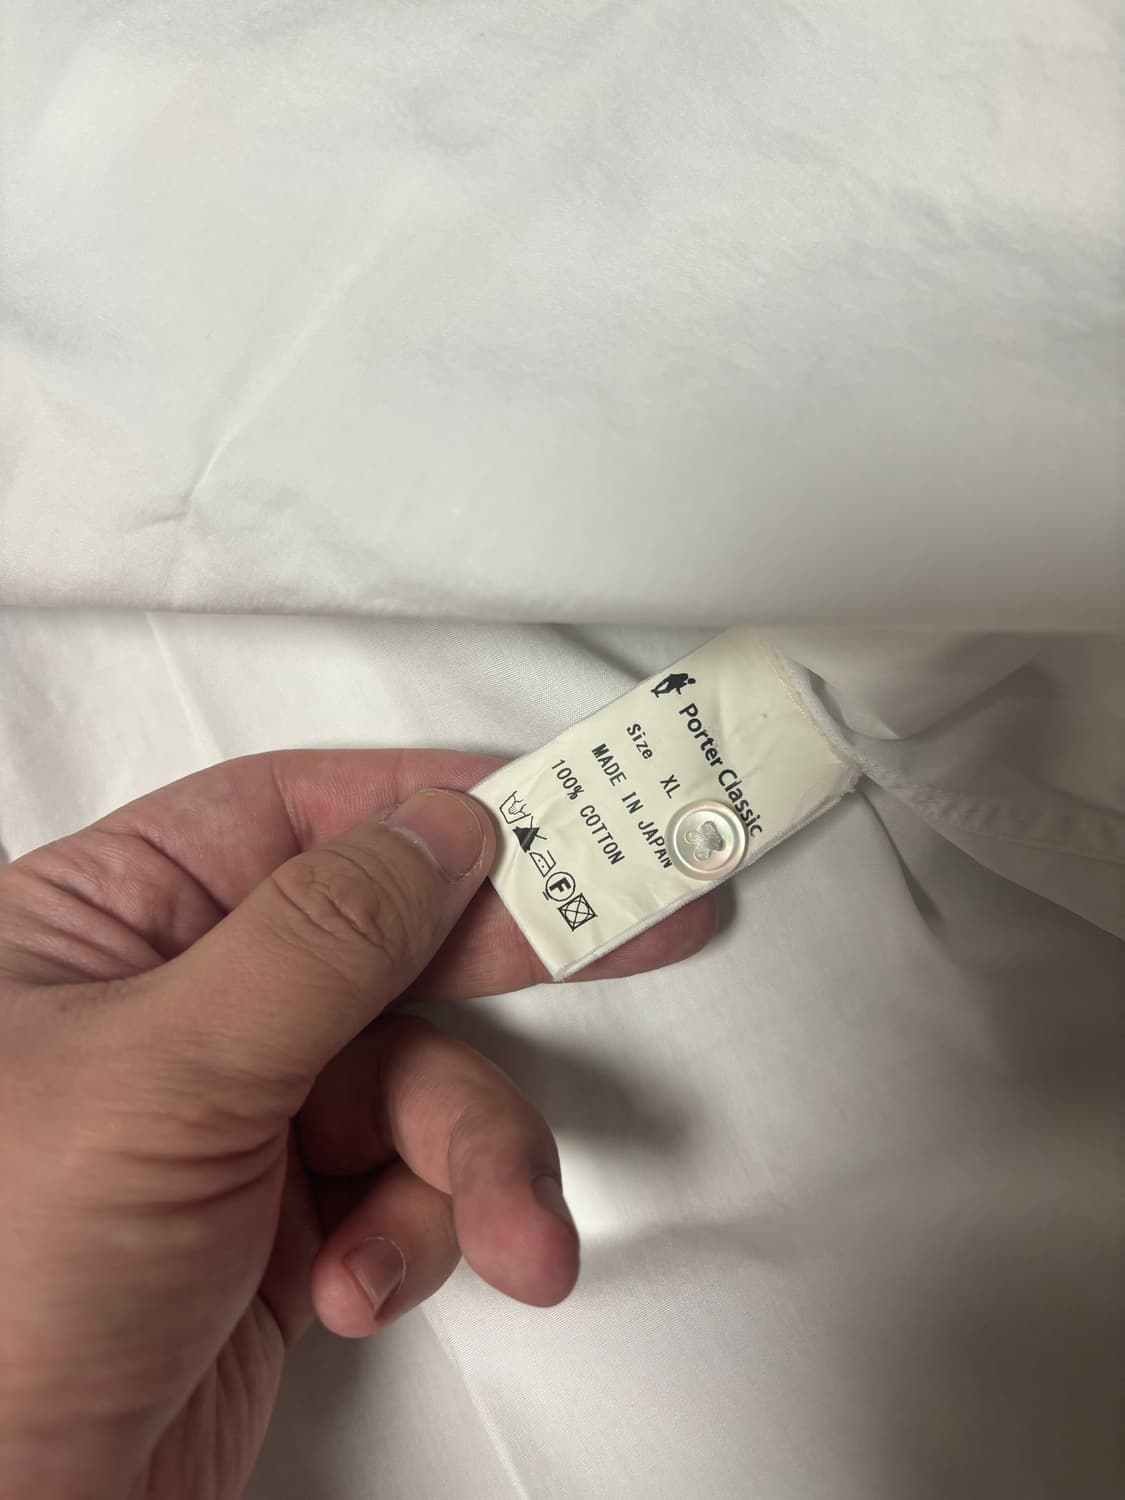 Porter Classic
Size XL
MADE IN JAPAN
100% COTTON
F